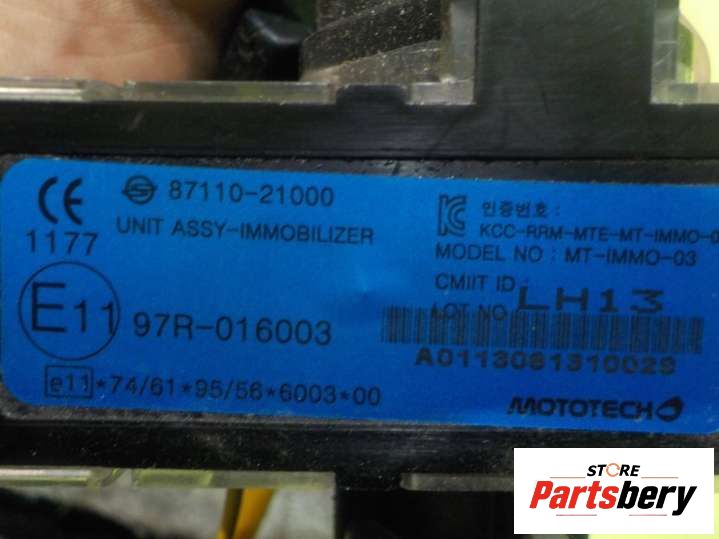 CE
1177
87110-21000
UNIT ASSY-IMMOBILIZER
E11 97R-016003
e11*74/61*95/56*6003*00
인증번호 :
KCC-RRM-MTE-MT-IMMO-0
MODEL NO : MT-IMMO-03
CMIIT ID :
LOT NO LH13
A0113081310029
MOTOTECH
STORE
Partsbery